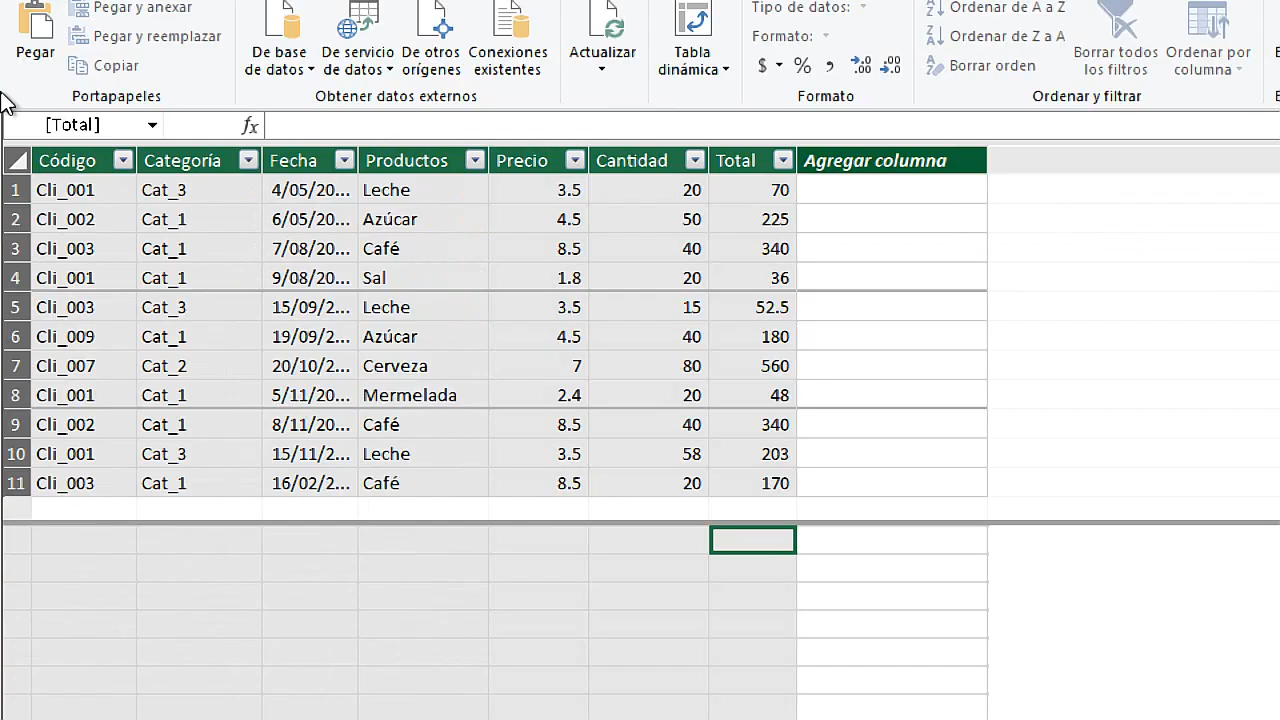 Pegar y anexar
Pegar y reemplazar
Copiar
Pegar
Portapapeles
De base de datos
De servicio de datos
De otros orígenes
Conexiones existentes
Obtener datos externos
Actualizar
Tabla dinámica
Tipo de datos:
Formato:
$ % ,
Formato
Ordenar de A a Z
Ordenar de Z a A
Borrar orden
Borrar todos los filtros
Ordenar por columna
Ordenar y filtrar
[Total] fx
Código Categoría Fecha Productos Precio Cantidad Total Agregar columna
1 Cli_001 Cat_3 4/05/20... Leche 3.5 20 70
2 Cli_002 Cat_1 6/05/20... Azúcar 4.5 50 225
3 Cli_003 Cat_1 7/08/20... Café 8.5 40 340
4 Cli_001 Cat_1 9/08/20... Sal 1.8 20 36
5 Cli_003 Cat_3 15/09/2... Leche 3.5 15 52.5
6 Cli_009 Cat_1 19/09/2... Azúcar 4.5 40 180
7 Cli_007 Cat_2 20/10/2... Cerveza 7 80 560
8 Cli_001 Cat_1 5/11/20... Mermelada 2.4 20 48
9 Cli_002 Cat_1 8/11/20... Café 8.5 40 340
10 Cli_001 Cat_3 15/11/2... Leche 3.5 58 203
11 Cli_003 Cat_1 16/02/2... Café 8.5 20 170